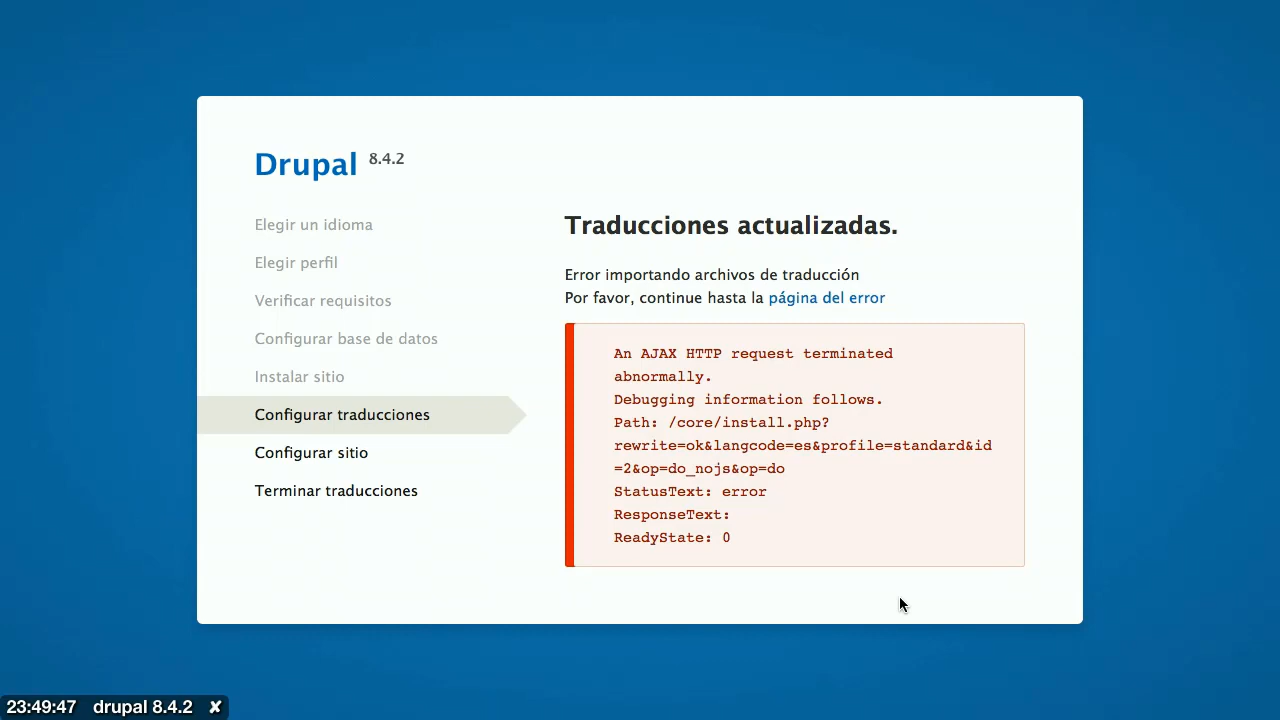 Drupal 8.4.2
Elegir un idioma
Elegir perfil
Verificar requisitos
Configurar base de datos
Instalar sitio
Configurar traducciones
Configurar sitio
Terminar traducciones
Traducciones actualizadas.
Error importando archivos de traducción
Por favor, continue hasta la página del error
An AJAX HTTP request terminated
abnormally.
Debugging information follows.
Path: /core/install.php?
rewrite=ok&langcode=es&profile=standard&id
=2&op=do_nojs&op=do
StatusText: error
ResponseText:
ReadyState: 0
23:49:47 drupal 8.4.2 ✘